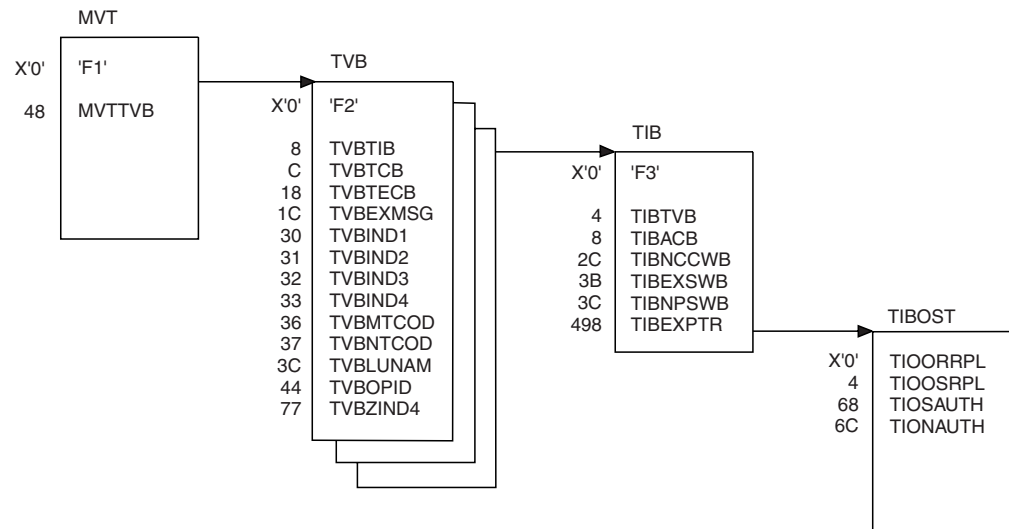 MVT
X'0' 'F1'
48 MVTTVB
TVB
X'0' 'F2'
8 TVBTIB
C TVBTCB
18 TVBTECB
1C TVBEXMSG
30 TVBIND1
31 TVBIND2
32 TVBIND3
33 TVBIND4
36 TVBMTCOD
37 TVBNTCOD
3C TVBLUNAM
44 TVBOPID
77 TVBZIND4
TIB
X'0' 'F3'
4 TIBTVB
8 TIBACB
2C TIBNCCWB
3B TIBEXSWB
3C TIBNPSWB
498 TIBEXPTR
TIBOST
X'0' TIOORRPL
4 TIOOSRPL
68 TIOSAUTH
6C TIONAUTH